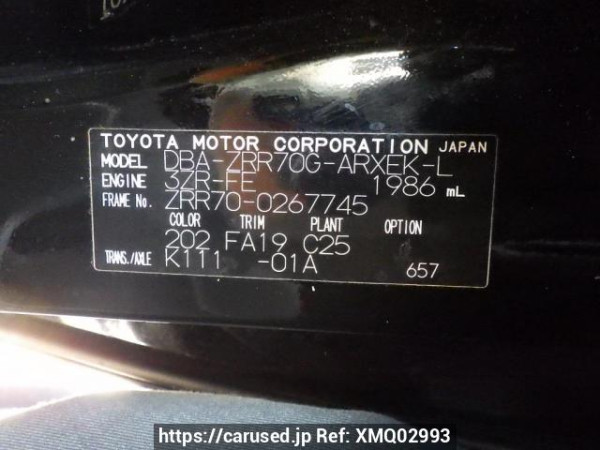 TOYOTA MOTOR CORPORATION JAPAN
MODEL DBA-ZRR70G-ARXEK-L
ENGINE 3ZR-FE 1986 mL
FRAME No. ZRR70-0267745
COLOR TRIM PLANT OPTION
202 FA19 C25
TRANS./AXLE K111 -01A 657
https://carused.jp Ref: XMQ02993